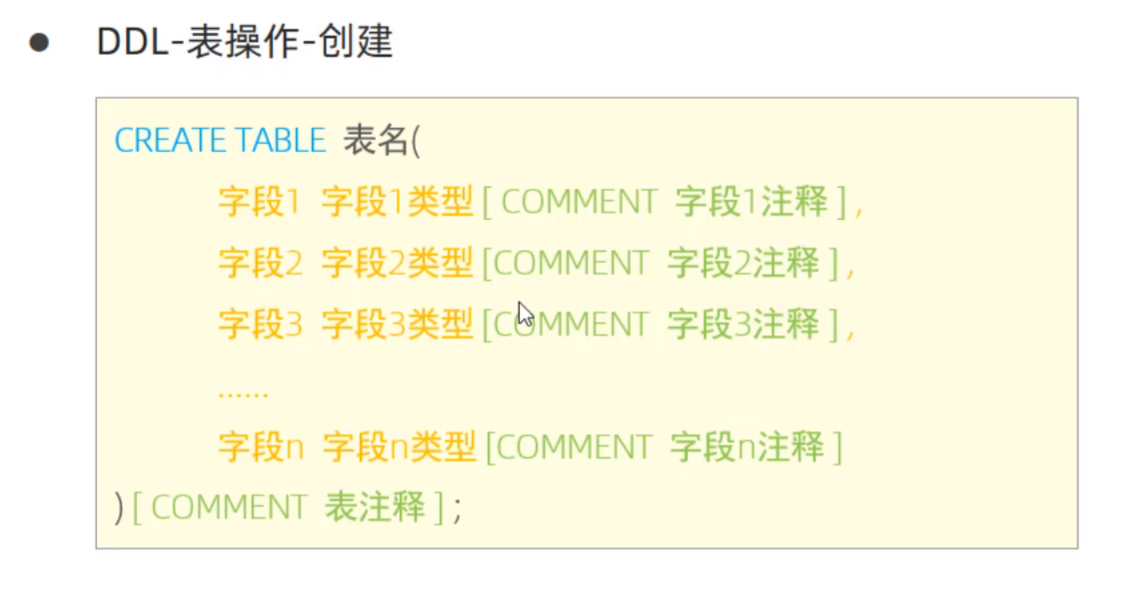 DDL-表操作-创建
CREATE TABLE 表名(
字段1 字段1类型 [ COMMENT 字段1注释 ] ,
字段2 字段2类型 [COMMENT 字段2注释 ] ,
字段3 字段3类型 [COMMENT 字段3注释 ] ,
......
字段n 字段n类型 [COMMENT 字段n注释 ]
) [ COMMENT 表注释 ] ;